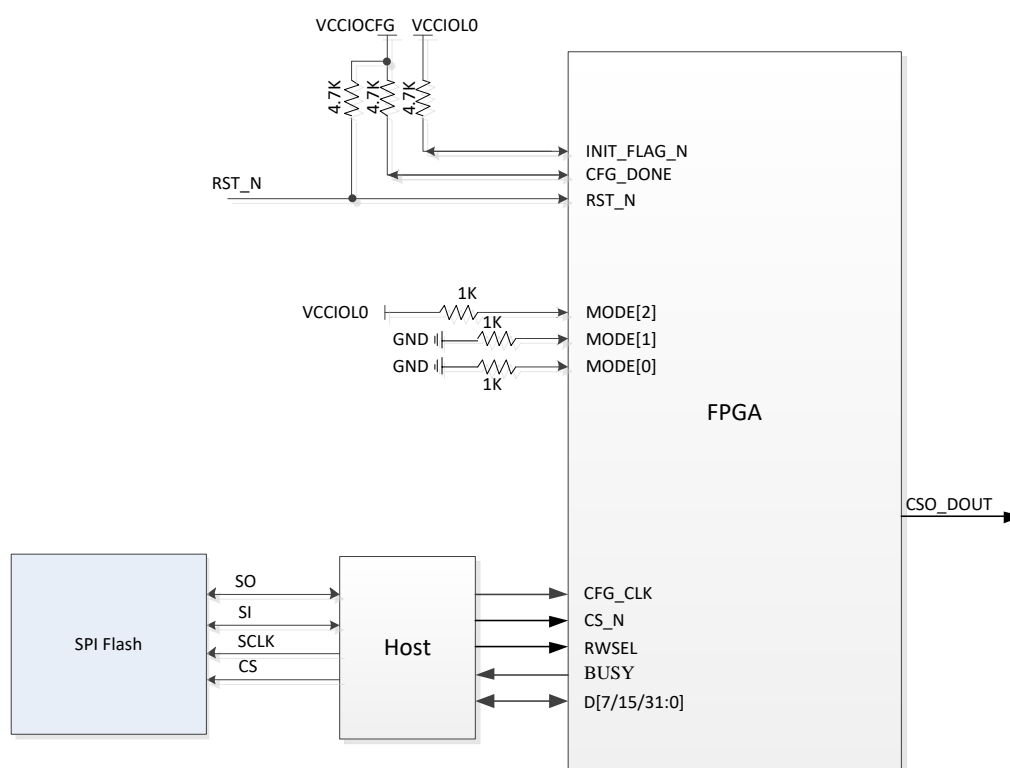 VCCIOCFG VCCIOL0
4.7K 4.7K 4.7K
INIT_FLAG_N
CFG_DONE
RST_N RST_N
1K
VCCIOL0 MODE[2]
1K
GND MODE[1]
GND MODE[0]
1K
FPGA
CSO_DOUT
SO CFG_CLK
SI CS_N
SPI Flash SCLK Host RWSEL
CS BUSY
D[7/15/31:0]